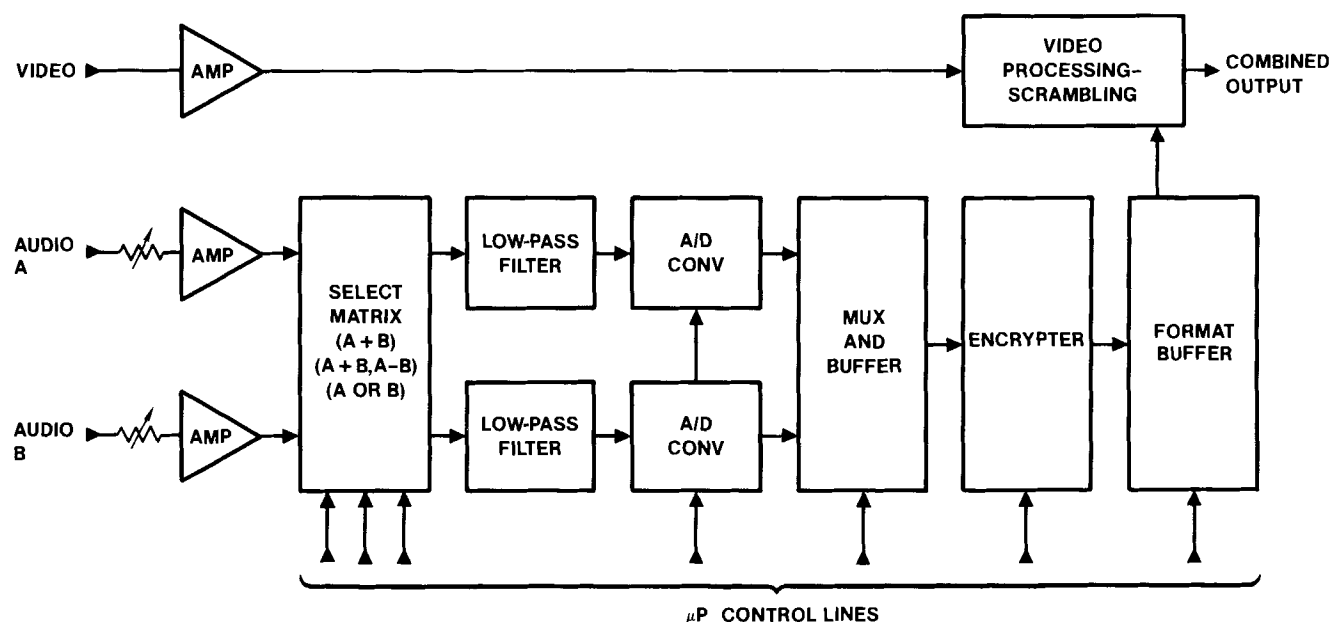 VIDEO
AMP
VIDEO
PROCESSING–
SCRAMBLING
COMBINED
OUTPUT
AUDIO
A
AMP
SELECT
MATRIX
(A + B)
(A + B, A–B)
(A OR B)
LOW-PASS
FILTER
A/D
CONV
MUX
AND
BUFFER
ENCRYPTER
FORMAT
BUFFER
AUDIO
B
AMP
LOW-PASS
FILTER
A/D
CONV
μP CONTROL LINES